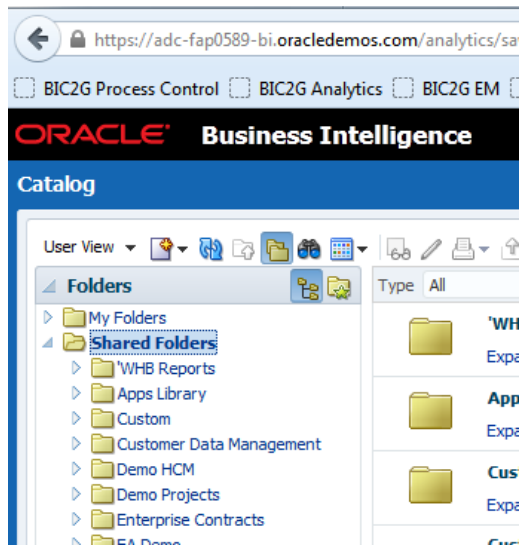 https://adc-fap0589-bi.oracledemos.com/analytics/sa
BIC2G Process Control BIC2G Analytics BIC2G EM
ORACLE Business Intelligence
Catalog
User View
Folders
Type All
My Folders
Shared Folders
'WHB Reports
Apps Library
Custom
Customer Data Management
Demo HCM
Demo Projects
Enterprise Contracts
FA Demo
'WH
Expa
App
Expa
Cus
Expa